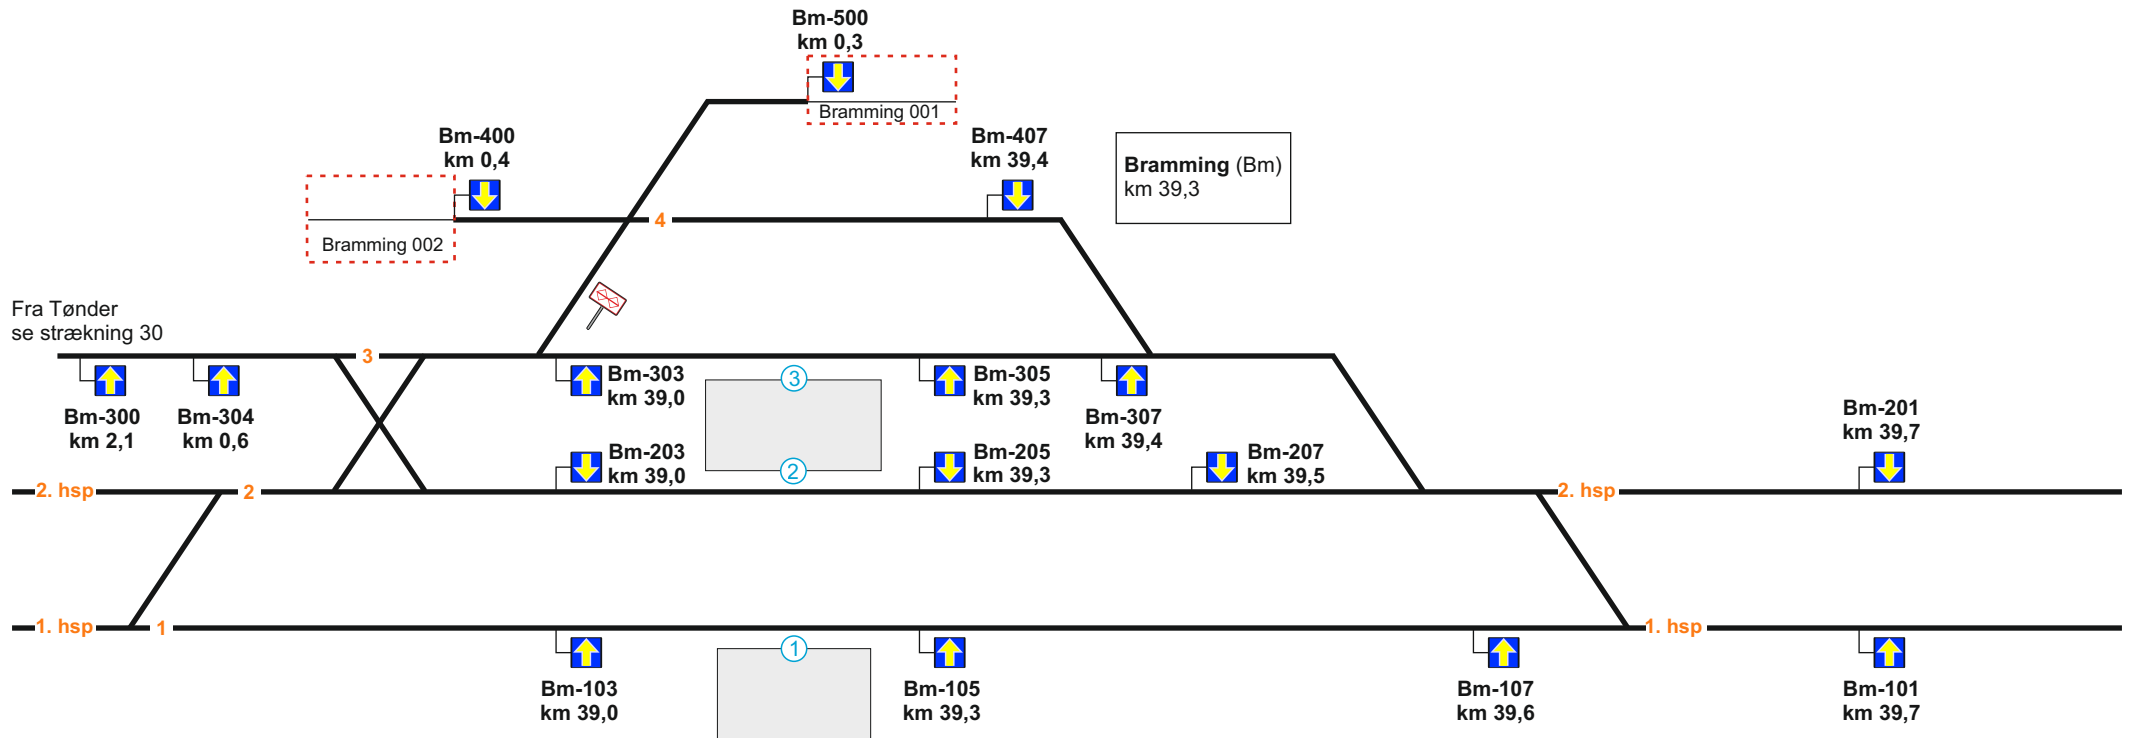 Bm-500
km 0,3
Bramming 001
Bm-400
km 0,4
Bramming 002
Bm-407
km 39,4
Bramming (Bm)
km 39,3
4
Fra Tønder
se strækning 30
3
Bm-300
km 2,1
Bm-304
km 0,6
Bm-303
km 39,0
3
Bm-305
km 39,3
Bm-307
km 39,4
Bm-203
km 39,0
2
Bm-205
km 39,3
Bm-207
km 39,5
Bm-201
km 39,7
2. hsp
2
2. hsp
1. hsp
1
1. hsp
Bm-103
km 39,0
1
Bm-105
km 39,3
Bm-107
km 39,6
Bm-101
km 39,7